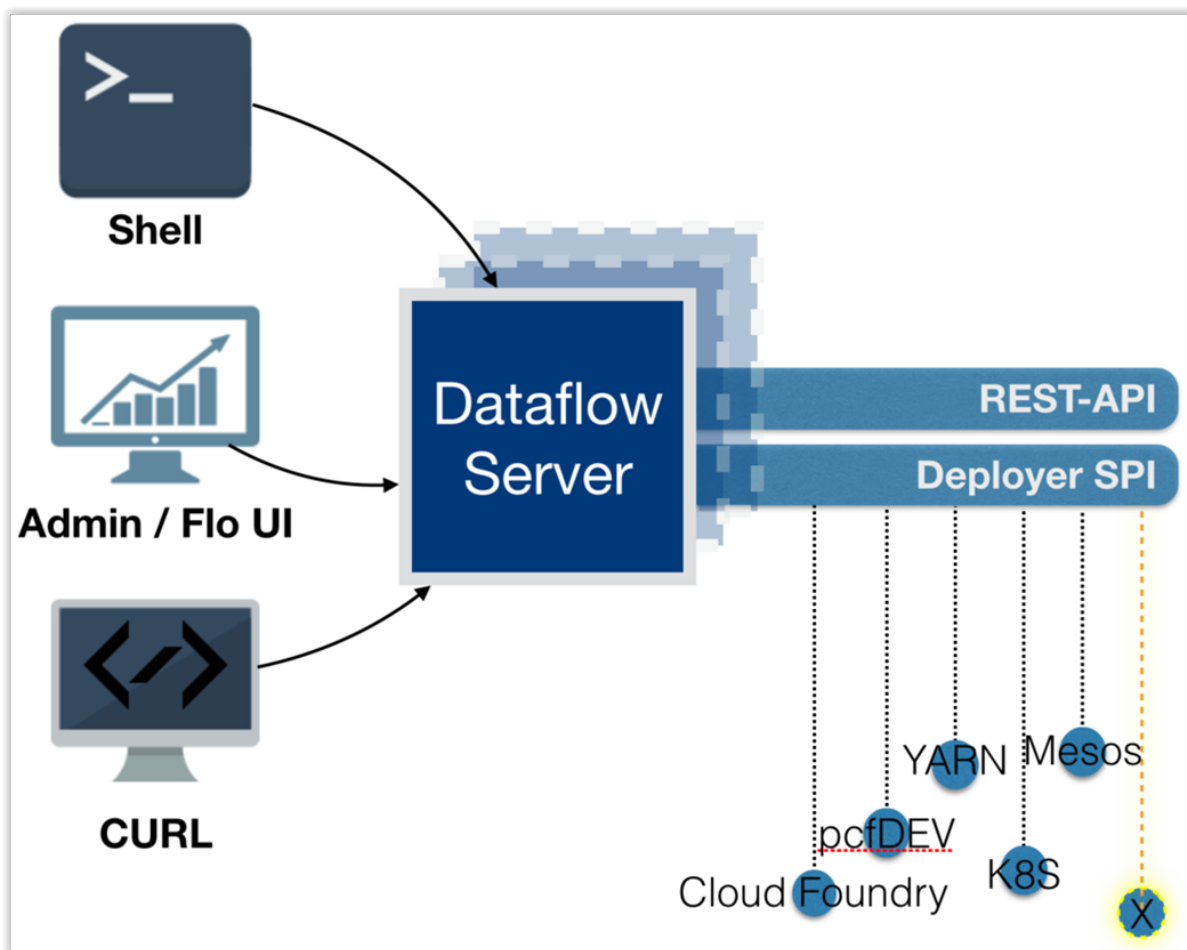 >_
Shell
Admin / Flo UI
</>
CURL
Dataflow
Server
REST-API
Deployer SPI
YARN
Mesos
pcfDEV
K8S
Cloud Foundry
X